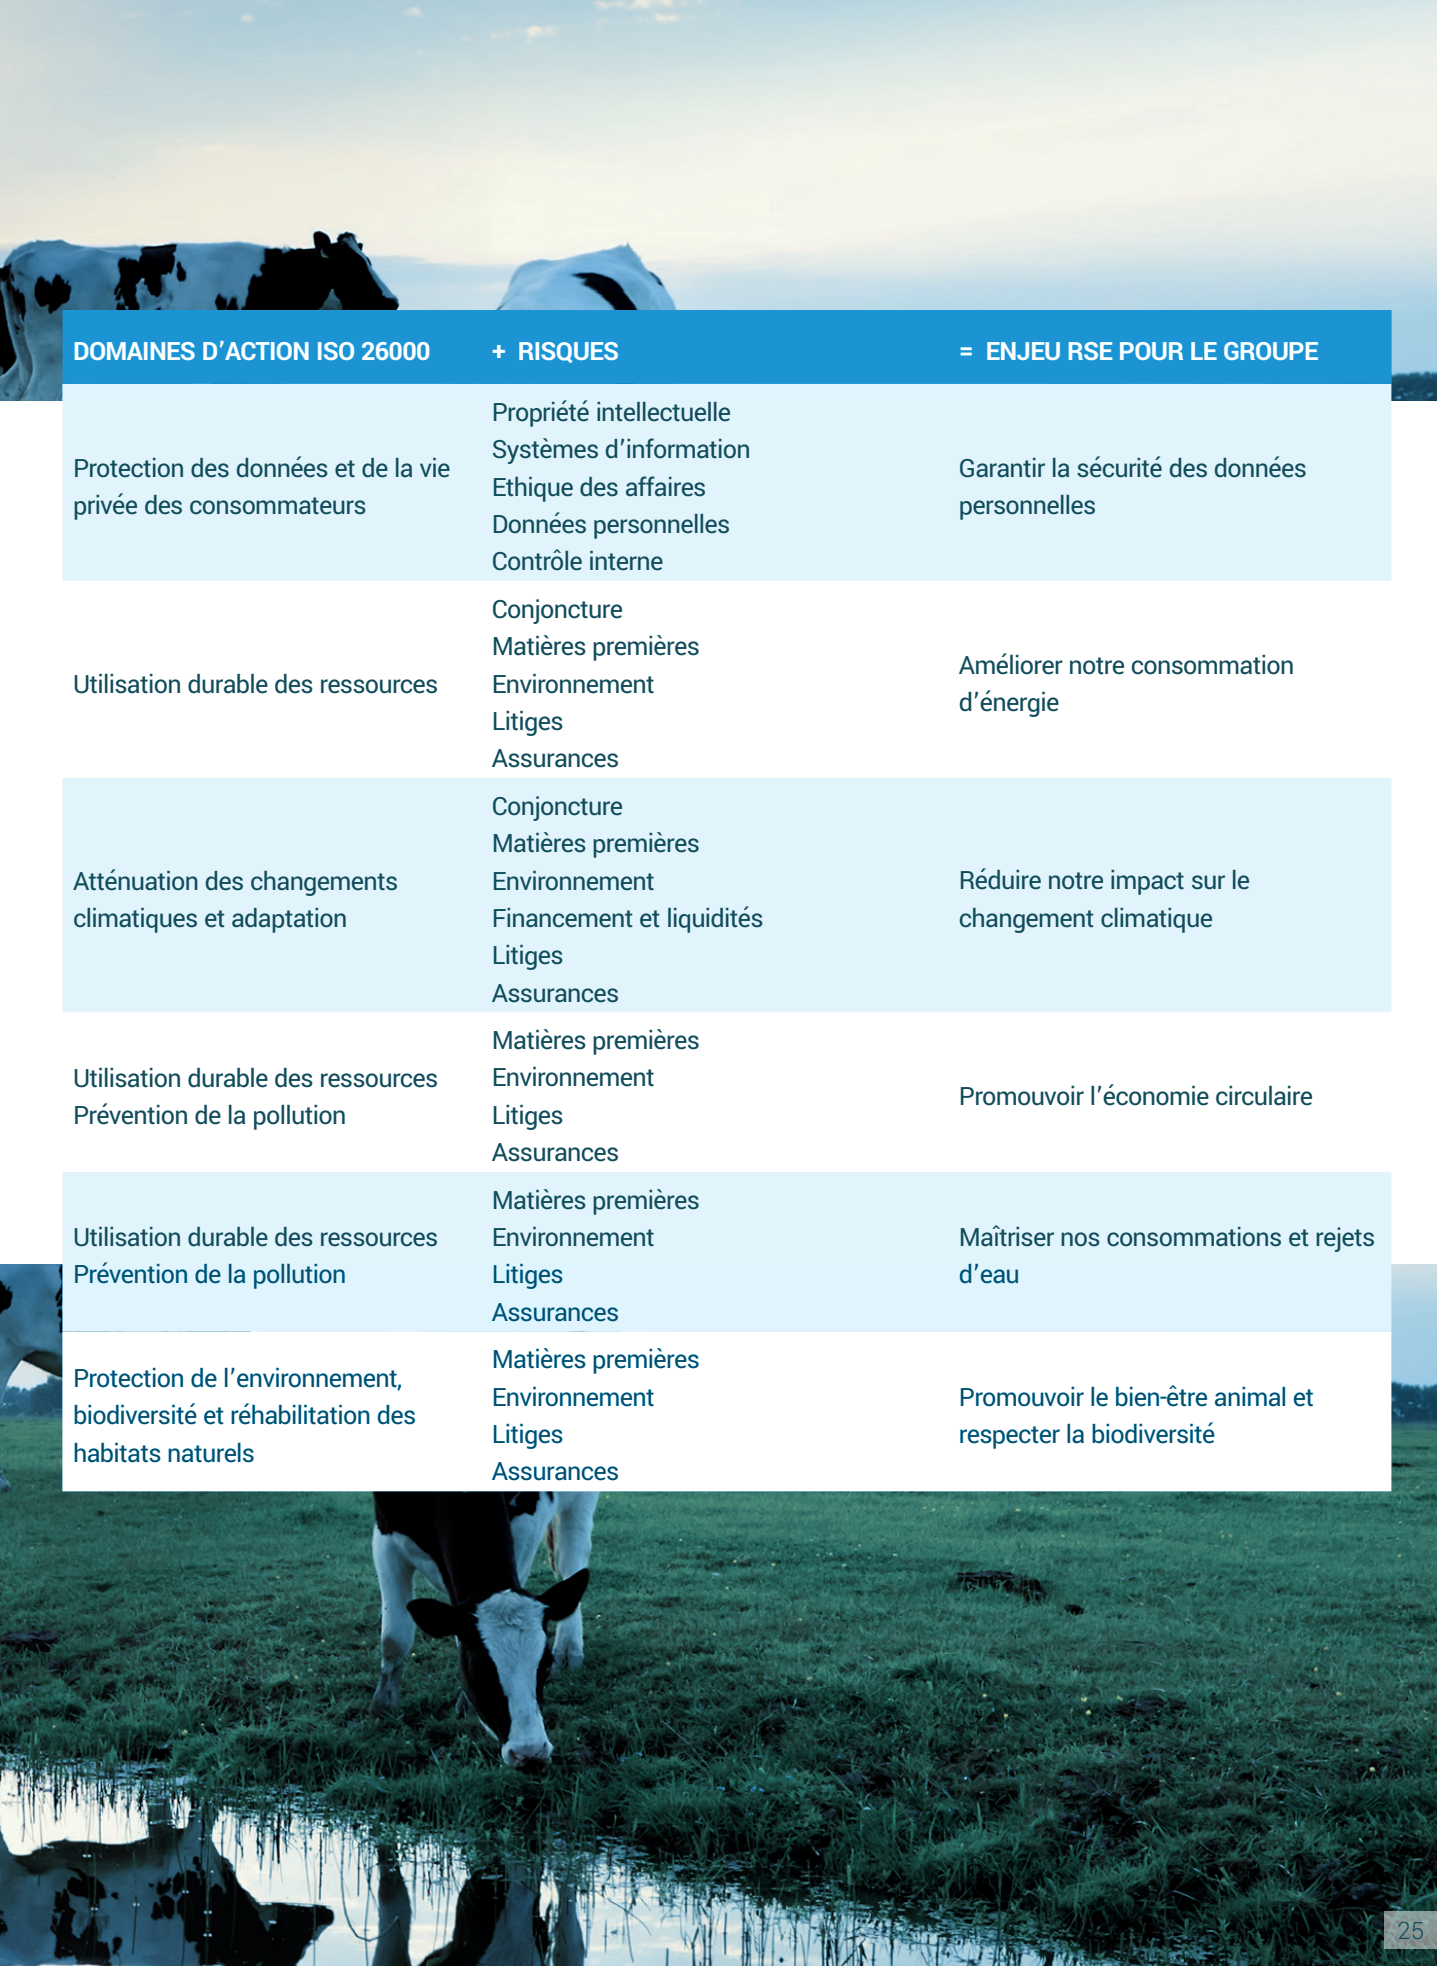 DOMAINES D’ACTION ISO 26000
+ RISQUES
= ENJEU RSE POUR LE GROUPE
Protection des données et de la vie
privée des consommateurs
Propriété intellectuelle
Systèmes d’information
Ethique des affaires
Données personnelles
Contrôle interne
Garantir la sécurité des données
personnelles
Utilisation durable des ressources
Conjoncture
Matières premières
Environnement
Litiges
Assurances
Améliorer notre consommation
d’énergie
Atténuation des changements
climatiques et adaptation
Conjoncture
Matières premières
Environnement
Financement et liquidités
Litiges
Assurances
Réduire notre impact sur le
changement climatique
Utilisation durable des ressources
Prévention de la pollution
Matières premières
Environnement
Litiges
Assurances
Promouvoir l’économie circulaire
Utilisation durable des ressources
Prévention de la pollution
Matières premières
Environnement
Litiges
Assurances
Maîtriser nos consommations et rejets
d’eau
Protection de l’environnement,
biodiversité et réhabilitation des
habitats naturels
Matières premières
Environnement
Litiges
Assurances
Promouvoir le bien-être animal et
respecter la biodiversité
25